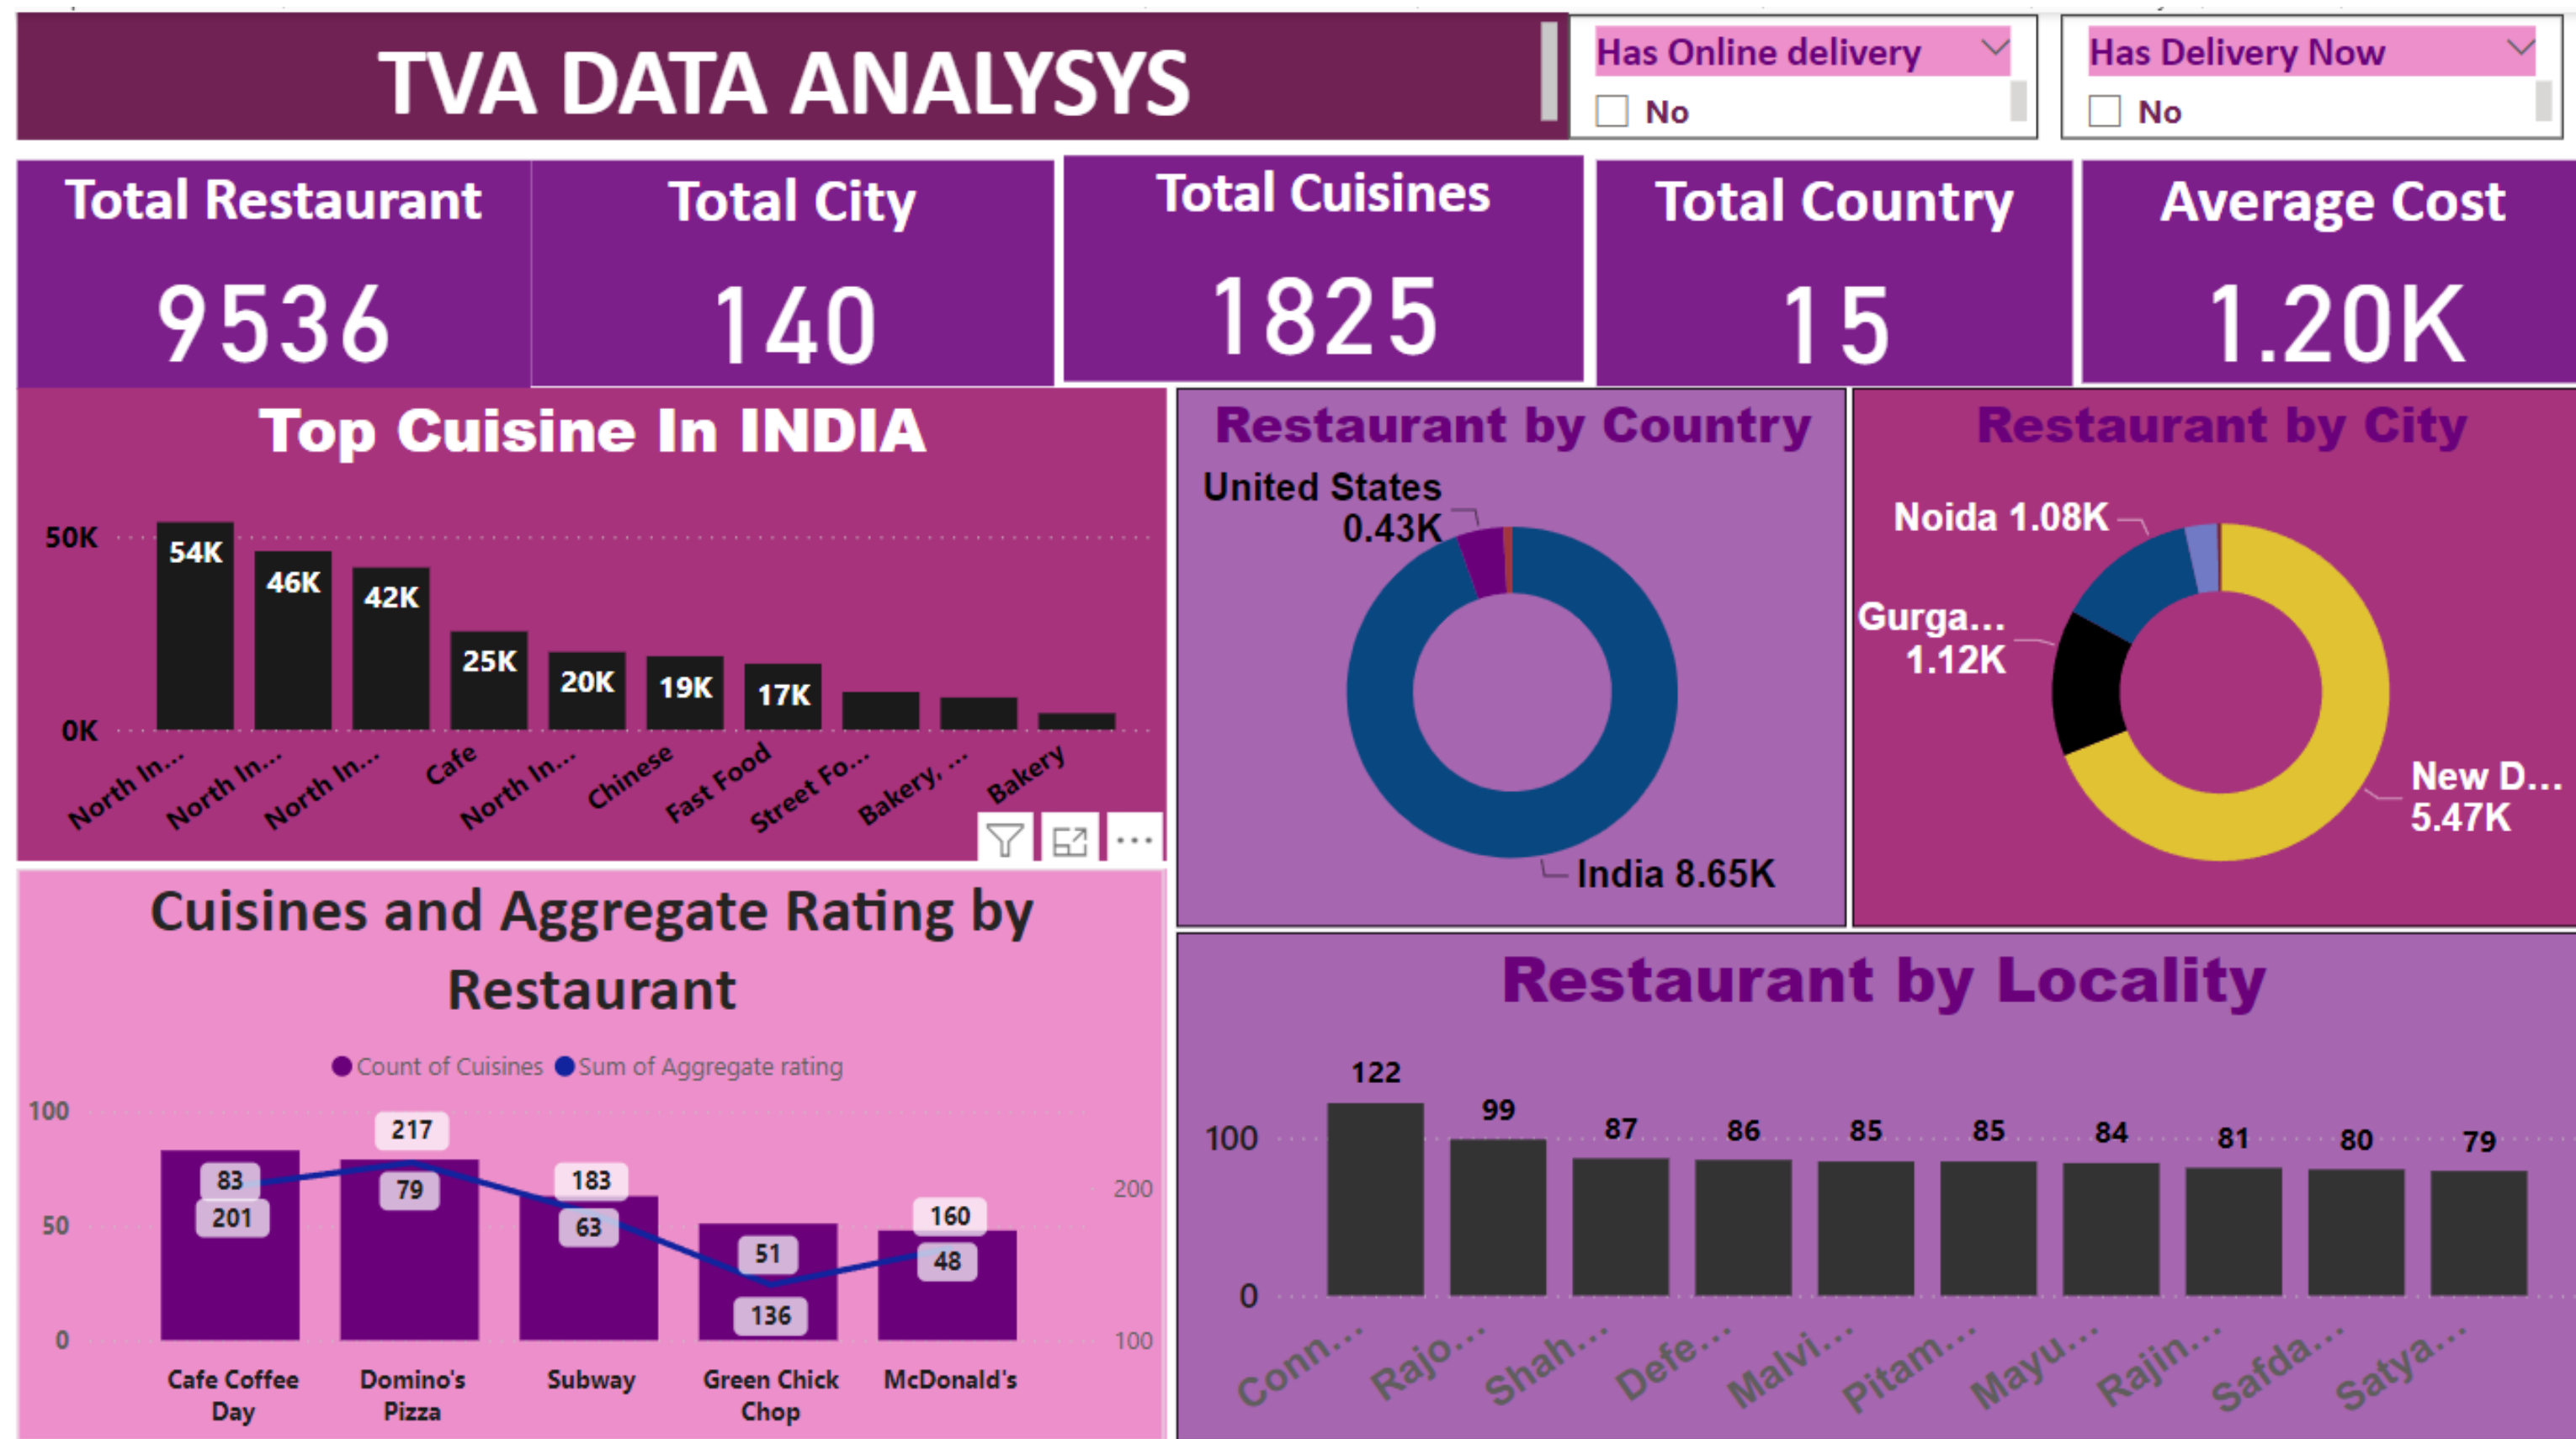 TVA DATA ANALYSYS
Has Online delivery
No
Has Delivery Now
No
Total Restaurant
9536
Total City
140
Total Cuisines
1825
Total Country
15
Average Cost
1.20K
Top Cuisine In INDIA
50K
0K
54K
46K
42K
25K
20K
19K
17K
North In...
North In...
North In...
Cafe
North In...
Chinese
Fast Food
Street Fo...
Bakery, ...
Bakery
Restaurant by Country
United States
0.43K
India 8.65K
Restaurant by City
Noida 1.08K
Gurga...
1.12K
New D...
5.47K
Cuisines and Aggregate Rating by
Restaurant
Count of Cuisines Sum of Aggregate rating
100
50
0
83
201
217
79
183
63
51
136
160
48
200
100
Cafe Coffee
Day
Domino's
Pizza
Subway
Green Chick
Chop
McDonald's
Restaurant by Locality
100
0
122
99
87
86
85
85
84
81
80
79
Conn...
Rajo...
Shah...
Defe...
Malvi...
Pitam...
Mayu...
Rajin...
Safda...
Satya...